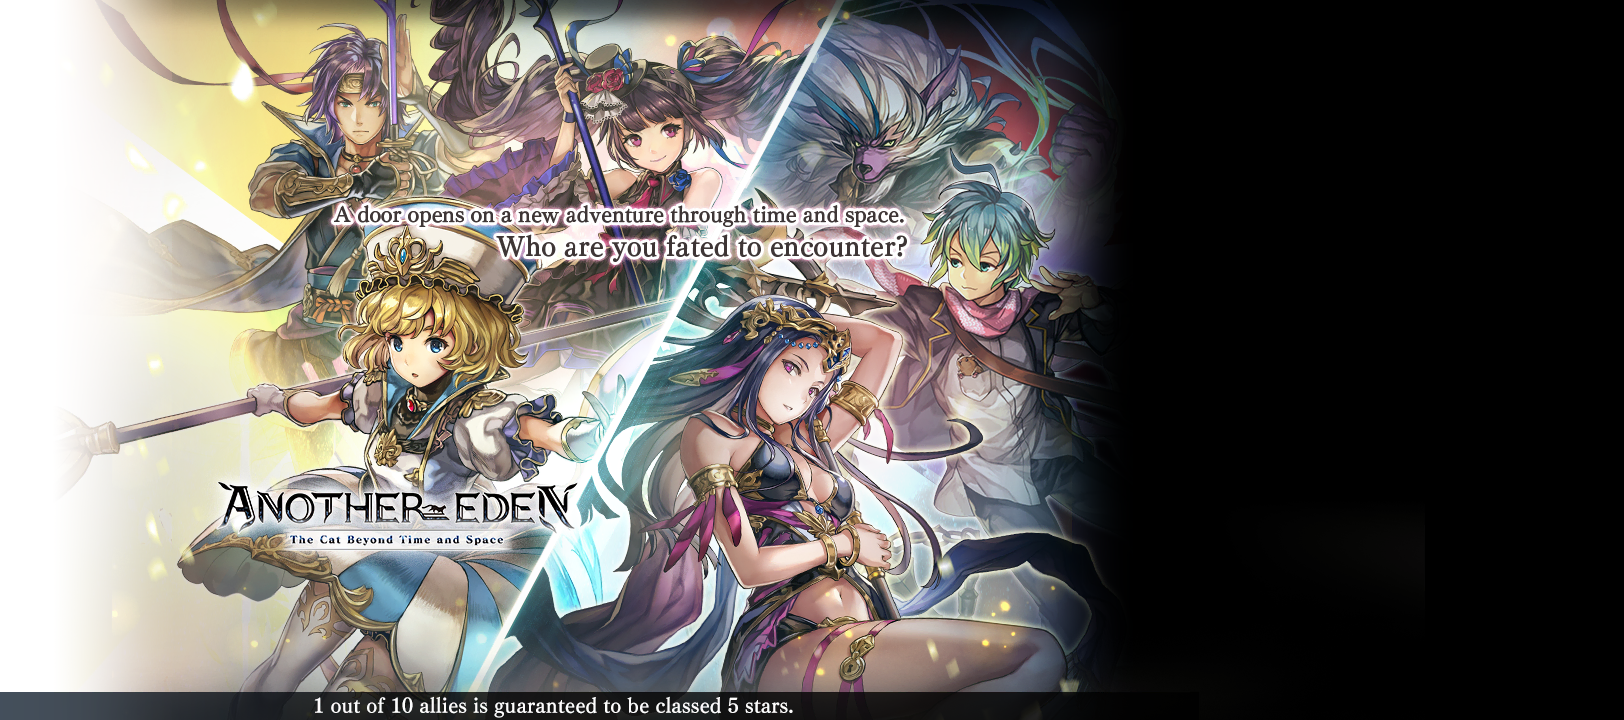 A door opens on a new adventure through time and space.
Who are you fated to encounter?
ANOTHER EDEN
The Cat Beyond Time and Space
1 out of 10 allies is guaranteed to be classed 5 stars.